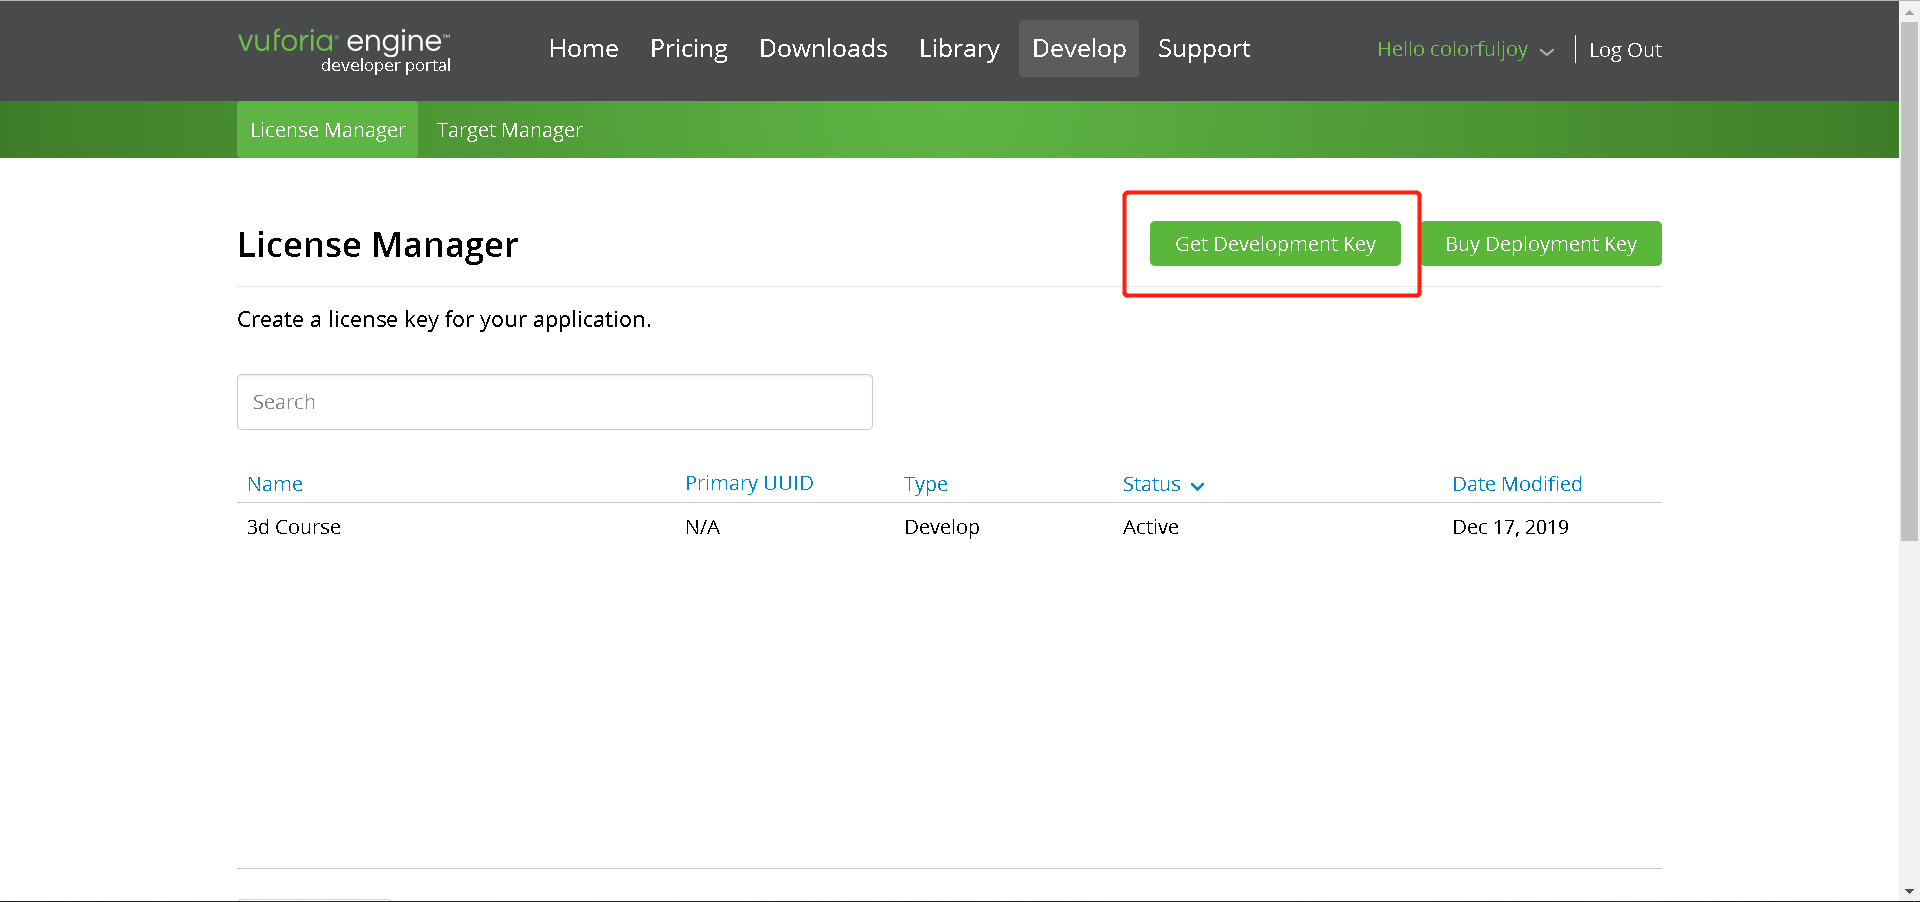 vuforia® engine™
developer portal
Home Pricing Downloads Library Develop Support Hello colorfuljoy Log Out
License Manager Target Manager
License Manager Get Development Key Buy Deployment Key
Create a license key for your application.
Search
Name Primary UUID Type Status Date Modified
3d Course N/A Develop Active Dec 17, 2019